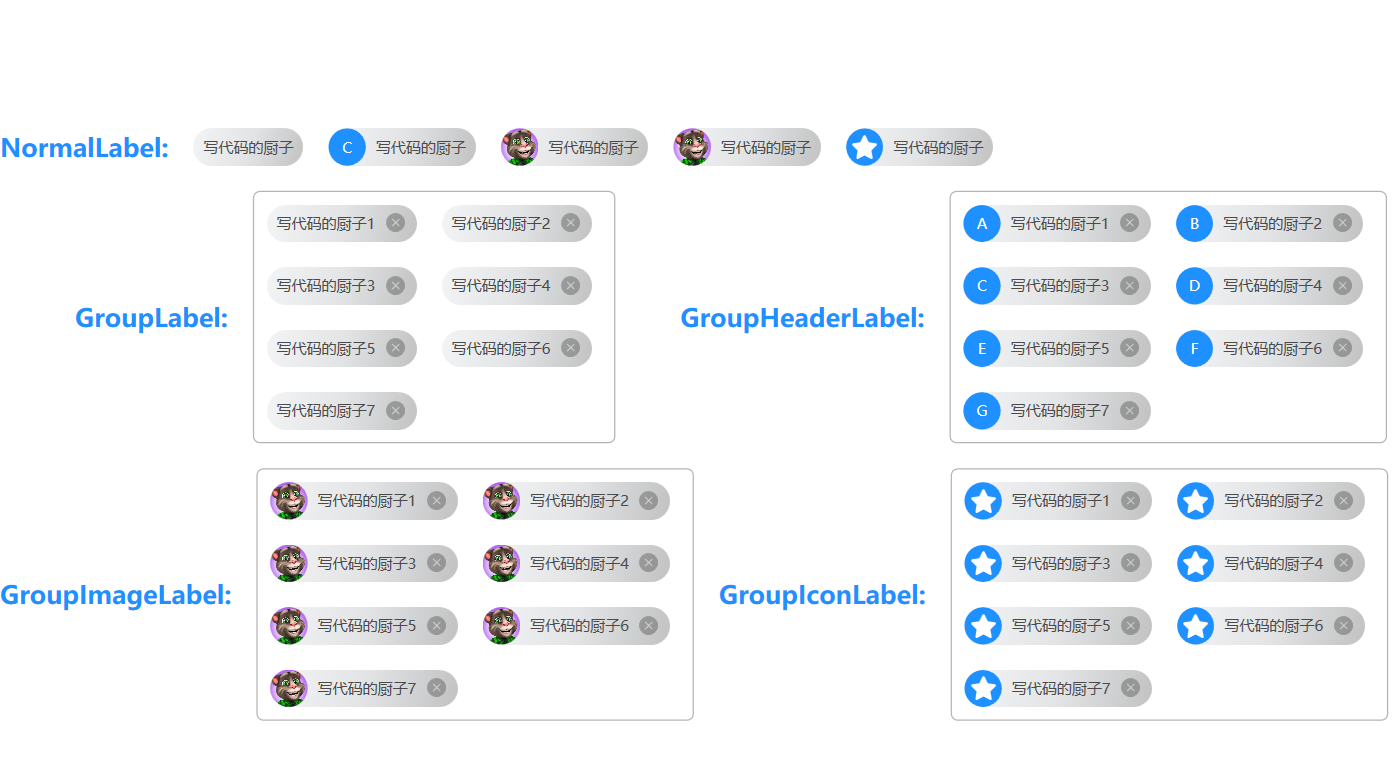 NormalLabel: 写代码的厨子 C 写代码的厨子 写代码的厨子 写代码的厨子 写代码的厨子
GroupLabel:
写代码的厨子1 写代码的厨子2
写代码的厨子3 写代码的厨子4
写代码的厨子5 写代码的厨子6
写代码的厨子7
GroupHeaderLabel:
A 写代码的厨子1 B 写代码的厨子2
C 写代码的厨子3 D 写代码的厨子4
E 写代码的厨子5 F 写代码的厨子6
G 写代码的厨子7
GroupImageLabel:
写代码的厨子1 写代码的厨子2
写代码的厨子3 写代码的厨子4
写代码的厨子5 写代码的厨子6
写代码的厨子7
GroupIconLabel:
写代码的厨子1 写代码的厨子2
写代码的厨子3 写代码的厨子4
写代码的厨子5 写代码的厨子6
写代码的厨子7